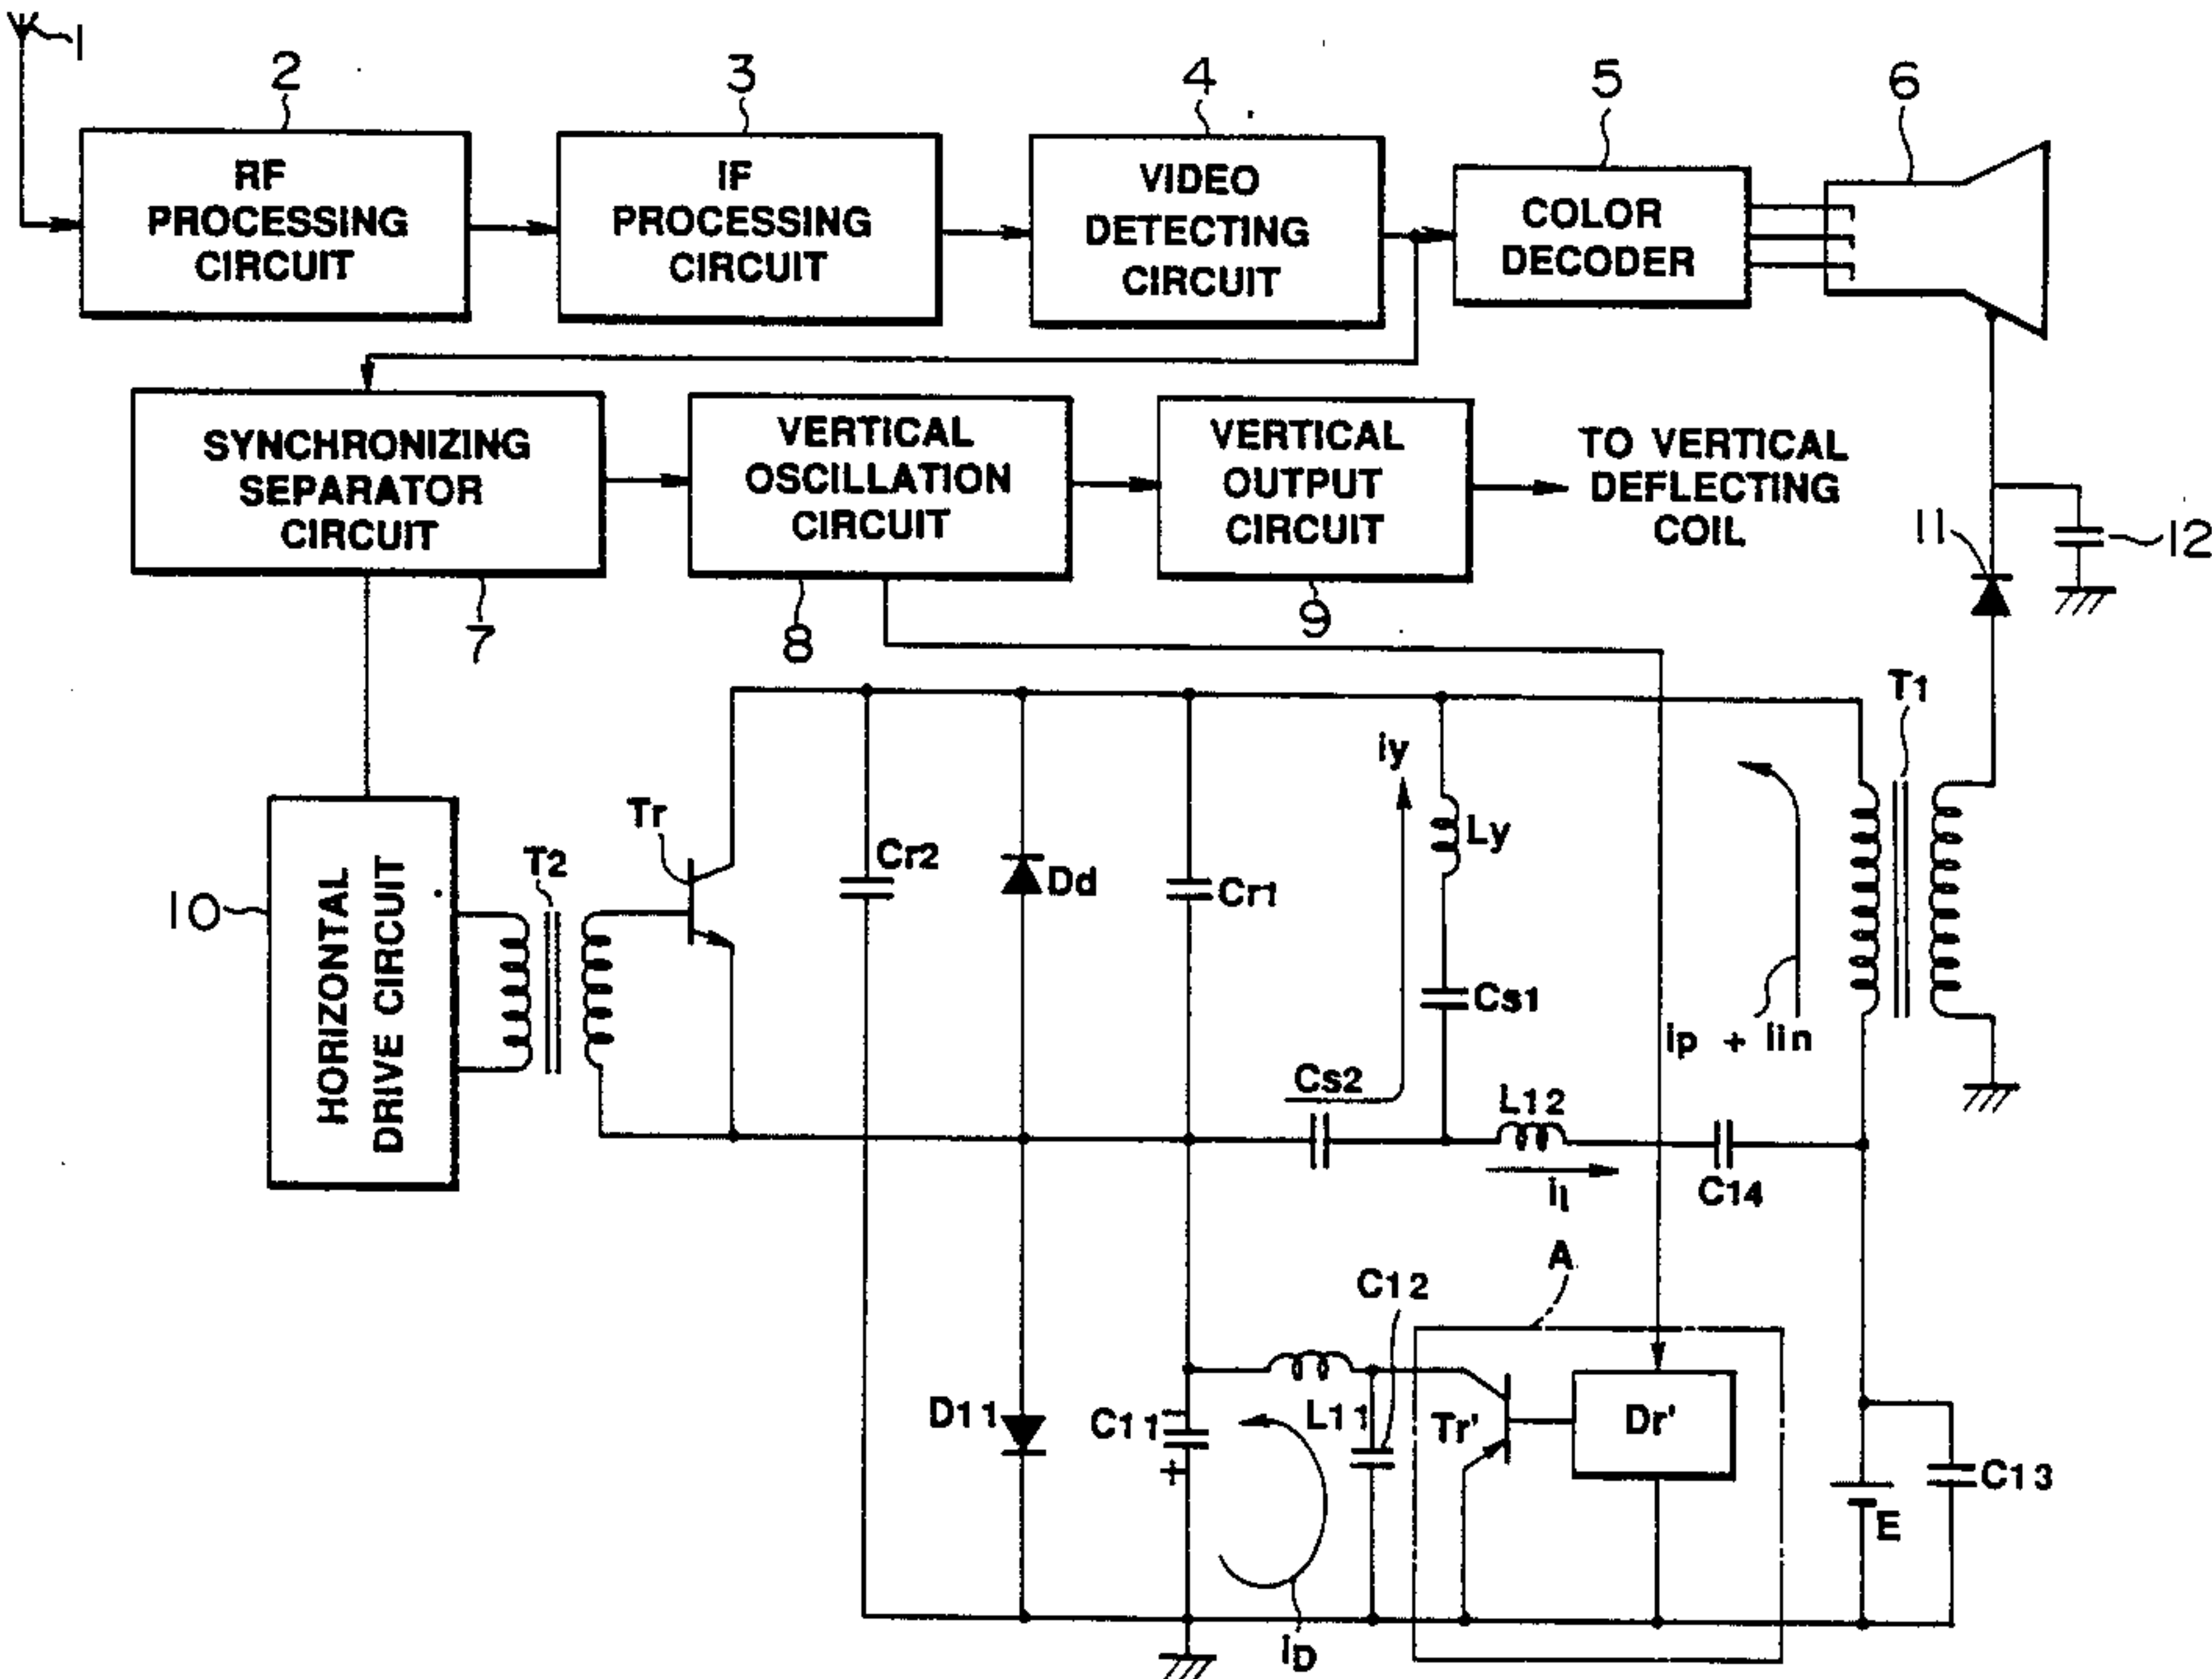 1
2
3
4
5
6
RF
PROCESSING
CIRCUIT
IF
PROCESSING
CIRCUIT
VIDEO
DETECTING
CIRCUIT
COLOR
DECODER
SYNCHRONIZING
SEPARATOR
CIRCUIT
VERTICAL
OSCILLATION
CIRCUIT
VERTICAL
OUTPUT
CIRCUIT
TO VERTICAL
DEFLECTING
COIL
11
12
7
8
9
T1
iy
Tr
Ly
Cr2
T2
Dd
Cr1
10
HORIZONTAL
DRIVE CIRCUIT
Cs1
ip + Iin
Cs2
L12
il
C14
A
C12
D11
C11
+
L11
Tr'
Dr'
E
C13
iD